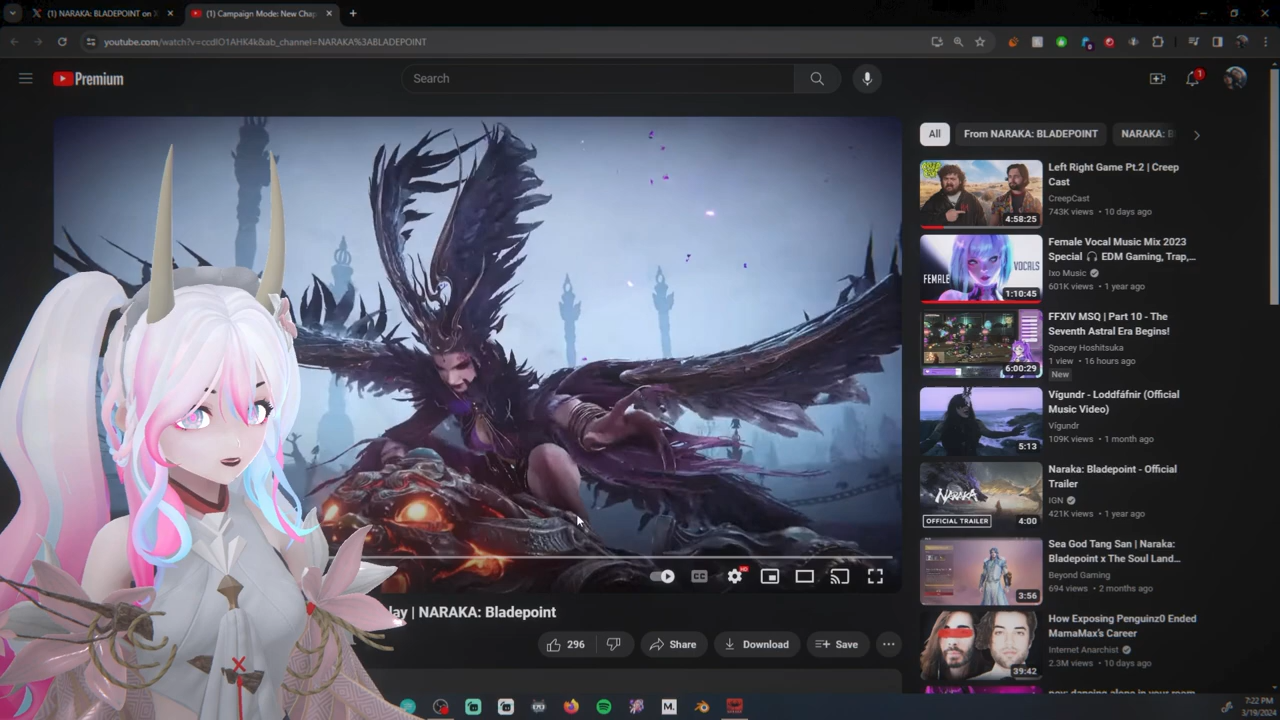 (1) NARAKA: BLADEPOINT on X
(1) Campaign Mode: New Chap
youtube.com/watch?v=ccdIO1AHK4k&ab_channel=NARAKA%3ABLADEPOINT
Premium
Search
1
All
From NARAKA: BLADEPOINT
NARAKA: B
Left Right Game Pt.2 | Creep
Cast
CreepCast
743K views • 10 days ago
4:58:25
Female Vocal Music Mix 2023
Special 🎧 EDM Gaming, Trap,...
Ixo Music
601K views • 1 year ago
FEMALE
VOCALS
1:10:45
FFXIV MSQ | Part 10 - The
Seventh Astral Era Begins!
Spacey Hoshitsuka
1 view • 16 hours ago
New
6:00:29
Vígundr - Loddfáfnir (Official
Music Video)
Vígundr
109K views • 1 month ago
5:13
Naraka: Bladepoint - Official
Trailer
IGN
421K views • 1 year ago
NARAKA
OFFICIAL TRAILER
4:00
Sea God Tang San | Naraka:
Bladepoint x The Soul Land...
Beyond Gaming
694 views • 2 months ago
3:56
How Exposing Penguinz0 Ended
MamaMax's Career
Internet Anarchist
2.3M views • 10 days ago
39:42
CC
HD
lay | NARAKA: Bladepoint
296
Share
Download
Save
M.
7:22 PM
3/19/2024